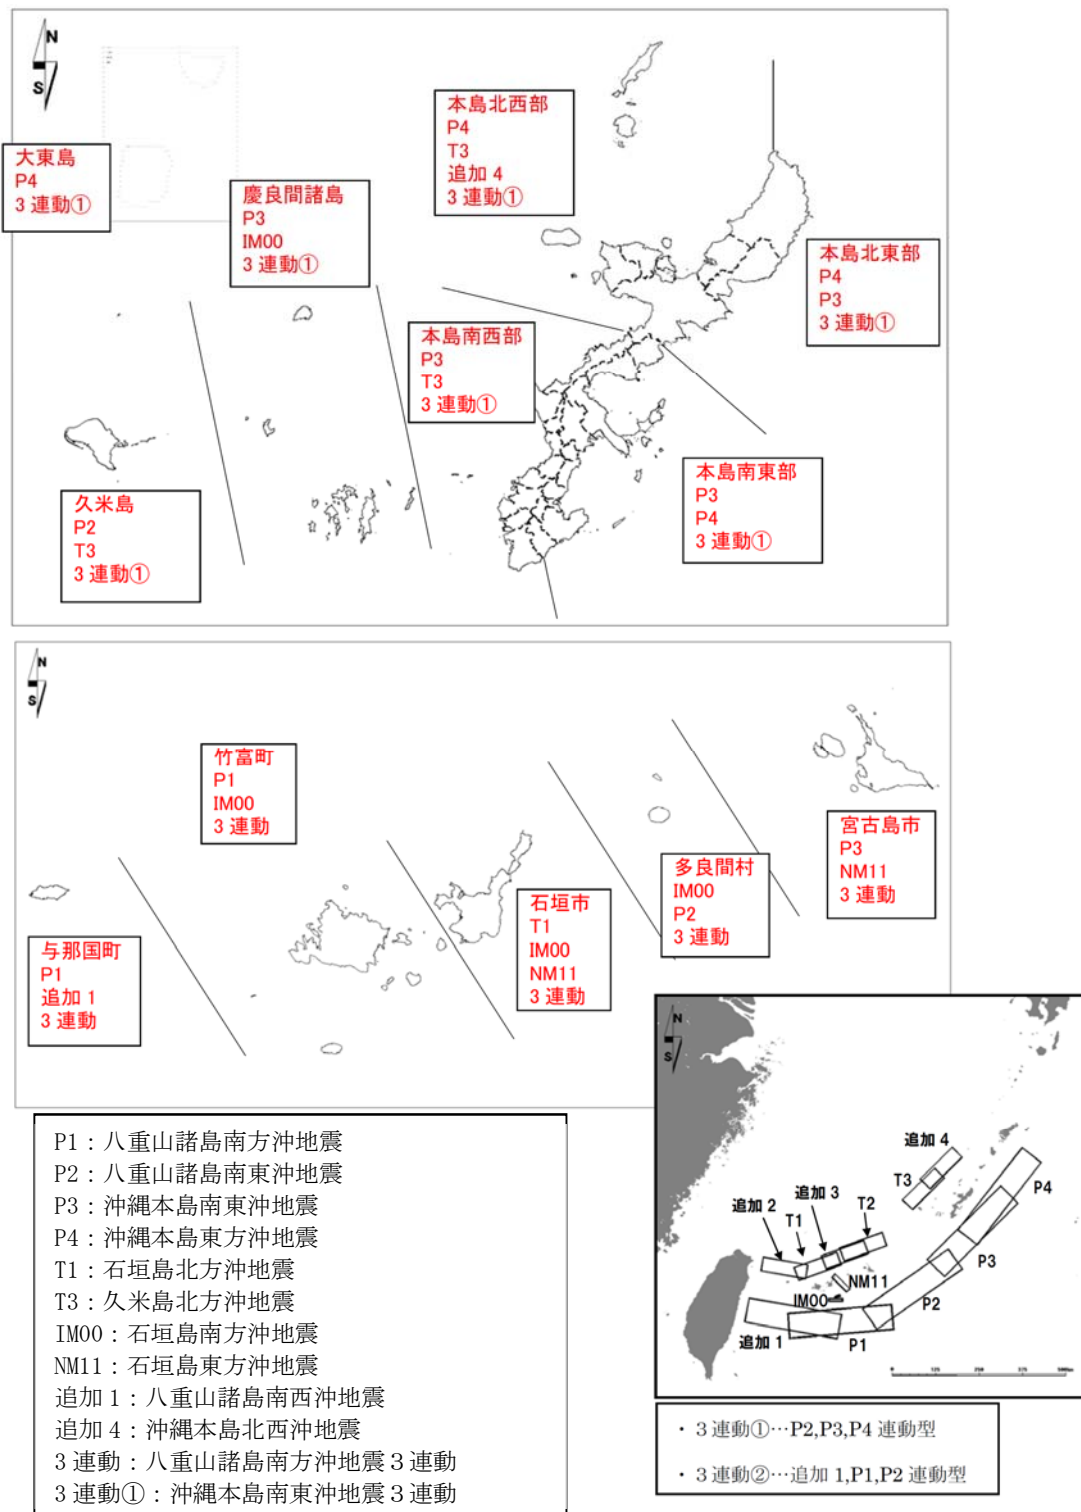 N
S
大東島
P4
3 連動①
慶良間諸島
P3
IM00
3 連動①
本島北西部
P4
T3
追加 4
3 連動①
本島北東部
P4
P3
3 連動①
本島南西部
P3
T3
3 連動①
久米島
P2
T3
3 連動①
本島南東部
P3
P4
3 連動①
N
S
竹富町
P1
IM00
3 連動
与那国町
P1
追加 1
3 連動
石垣市
T1
IM00
NM11
3 連動
多良間村
IM00
P2
3 連動
宮古島市
P3
NM11
3 連動
P1：八重山諸島南方沖地震
P2：八重山諸島南東沖地震
P3：沖縄本島南東沖地震
P4：沖縄本島東方沖地震
T1：石垣島北方沖地震
T3：久米島北方沖地震
IM00：石垣島南方沖地震
NM11：石垣島東方沖地震
追加 1：八重山諸島南西沖地震
追加 4：沖縄本島北西沖地震
3 連動：八重山諸島南方沖地震３連動
3 連動①：沖縄本島南東沖地震３連動
N
S
追加 4
T3
P4
追加 3
追加 2
T1
T2
P3
NM11
IM00
P2
追加 1
P1
0 125 250 375
・ 3 連動①…P2,P3,P4 連動型
・ 3 連動②…追加 1,P1,P2 連動型